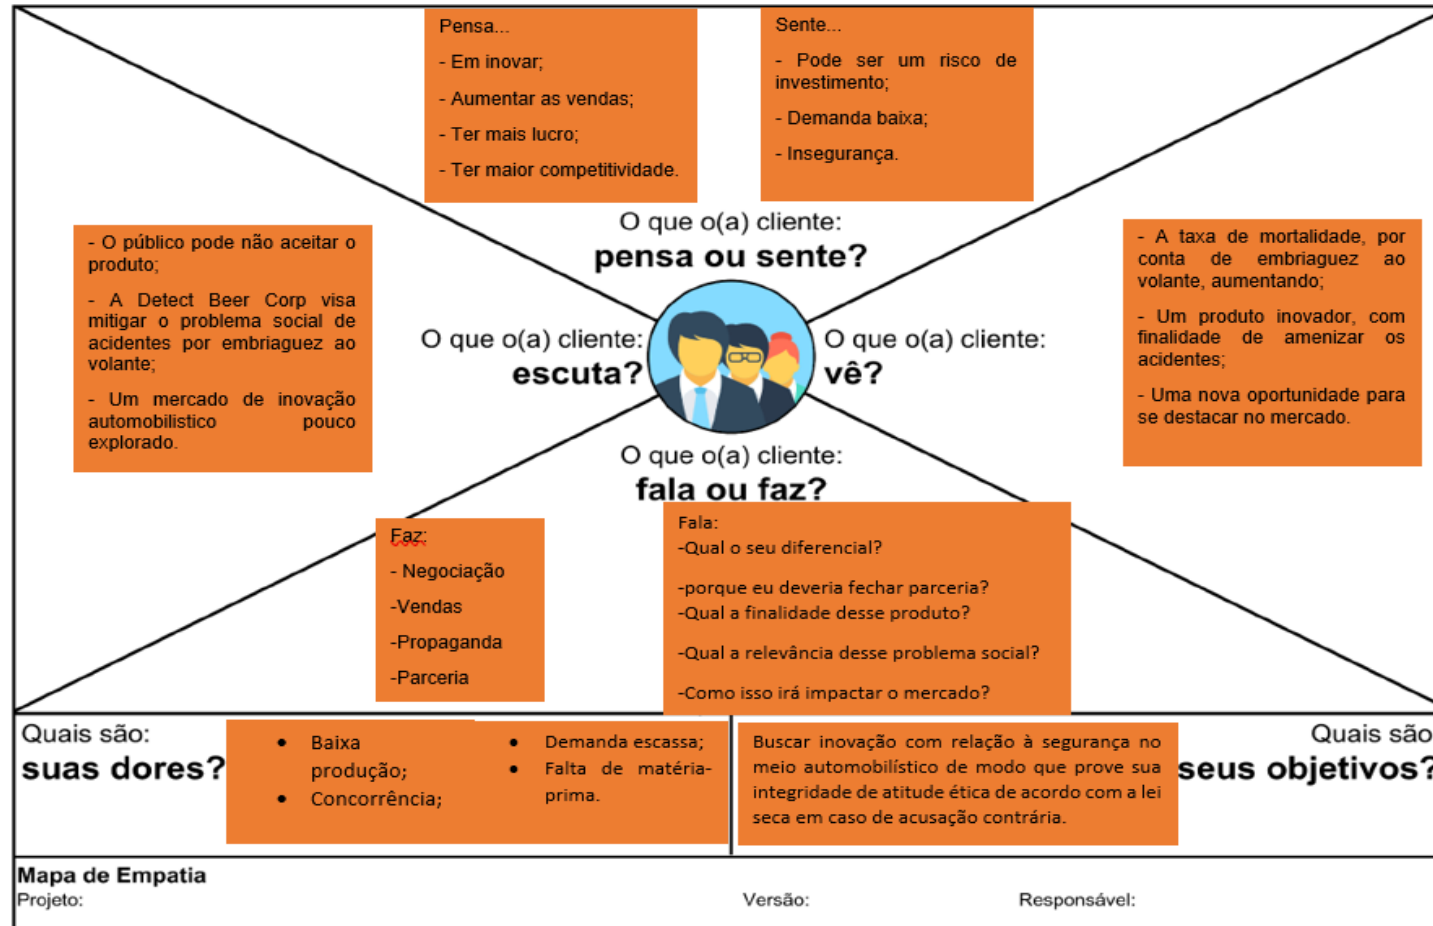 Pensa...
- Em inovar;
- Aumentar as vendas;
- Ter mais lucro;
- Ter maior competitividade.
Sente...
- Pode ser um risco de
investimento;
- Demanda baixa;
- Insegurança.
O que o(a) cliente:
pensa ou sente?
- O público pode não aceitar o
produto;
- A Detect Beer Corp visa
mitigar o problema social de
acidentes por embriaguez ao
volante;
- Um mercado de inovação
automobilistico pouco
explorado.
O que o(a) cliente:
escuta?
O que o(a) cliente:
vê?
- A taxa de mortalidade, por
conta de embriaguez ao
volante, aumentando;
- Um produto inovador, com
finalidade de amenizar os
acidentes;
- Uma nova oportunidade para
se destacar no mercado.
O que o(a) cliente:
fala ou faz?
Faz:
- Negociação
-Vendas
-Propaganda
-Parceria
Fala:
-Qual o seu diferencial?
-porque eu deveria fechar parceria?
-Qual a finalidade desse produto?
-Qual a relevância desse problema social?
-Como isso irá impactar o mercado?
Quais são:
suas dores?
• Baixa
produção;
• Concorrência;
• Demanda escassa;
• Falta de matéria-
prima.
Buscar inovação com relação à segurança no
meio automobilístico de modo que prove sua
integridade de atitude ética de acordo com a lei
seca em caso de acusação contrária.
Quais são
seus objetivos?
Mapa de Empatia
Projeto:
Versão:
Responsável: